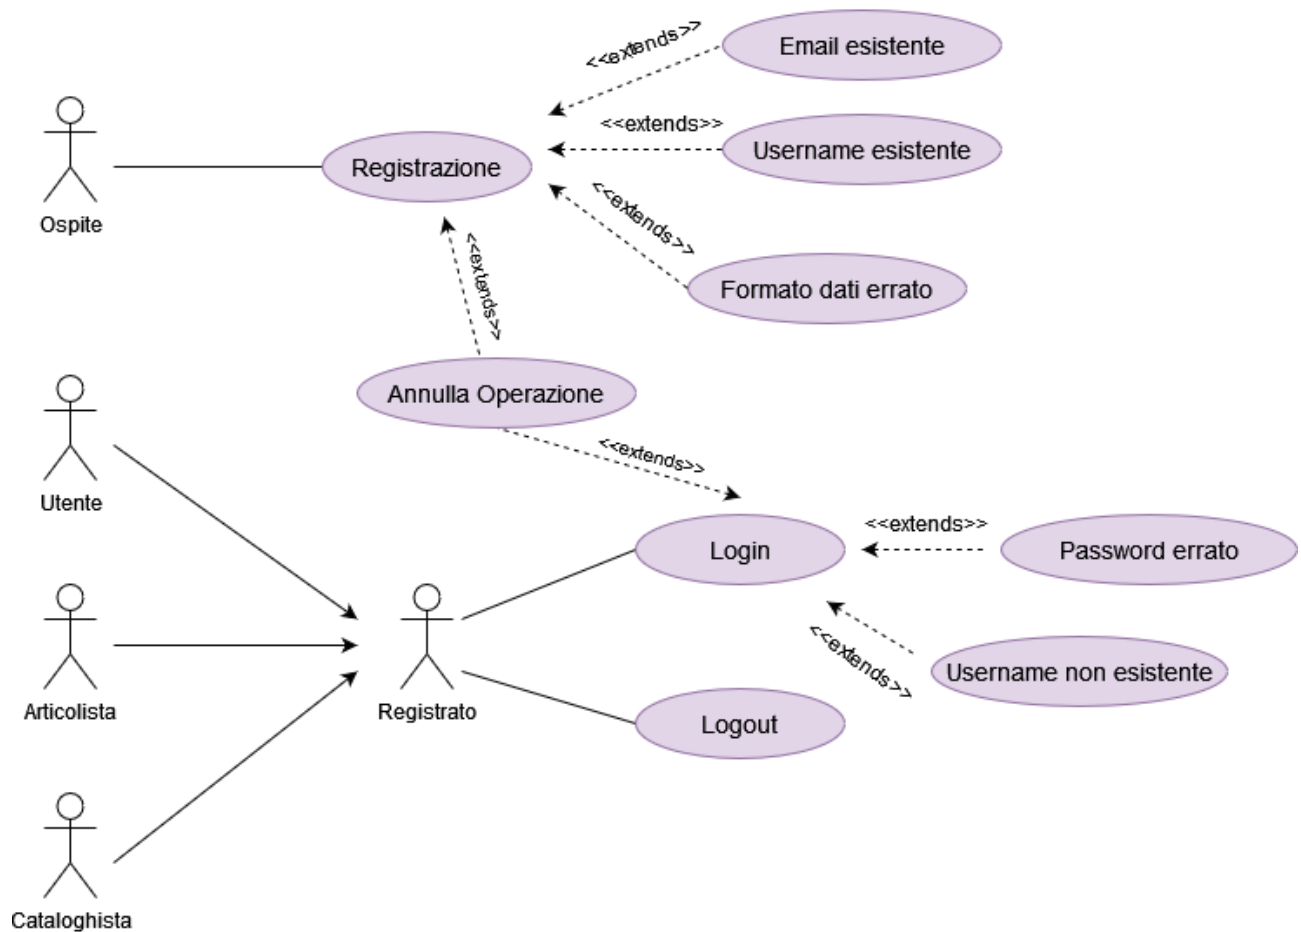 <<extends>>
Email esistente
<<extends>>
Username esistente
Registrazione
Ospite
<<extends>>
<<extends>>
Formato dati errato
Annulla Operazione
<<extends>>
Utente
Login
<<extends>>
Password errato
<<extends>>
Username non esistente
Articolista
Registrato
Logout
Cataloghista